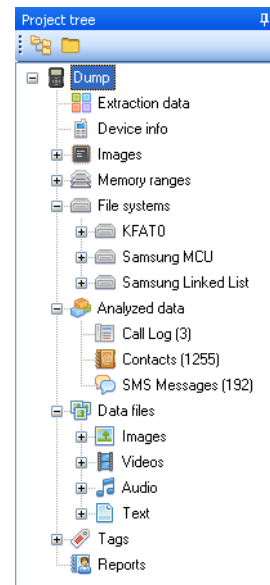 Project tree
Dump
Extraction data
Device info
Images
Memory ranges
File systems
KFAT0
Samsung MCU
Samsung Linked List
Analyzed data
Call Log (3)
Contacts (1255)
SMS Messages (192)
Data files
Images
Videos
Audio
Text
Tags
Reports